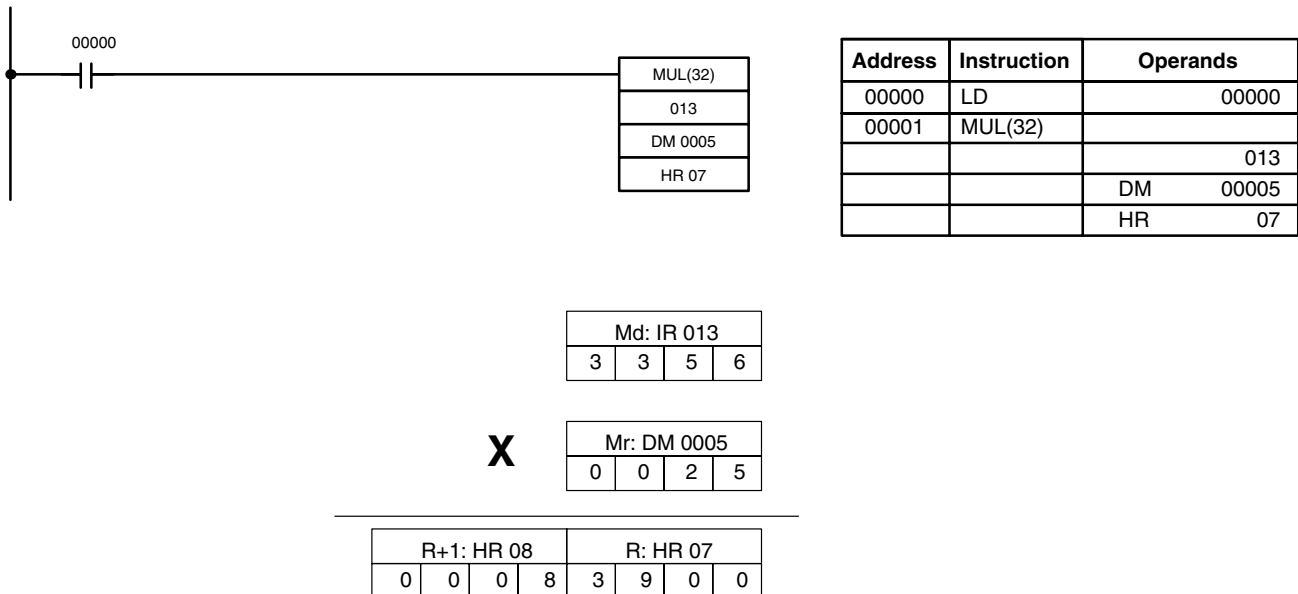 00000
MUL(32)
013
DM 0005
HR 07
Address Instruction Operands
00000 LD 00000
00001 MUL(32)
013
DM 00005
HR 07
Md: IR 013
3 3 5 6
X
Mr: DM 0005
0 0 2 5
R+1: HR 08 R: HR 07
0 0 0 8 3 9 0 0